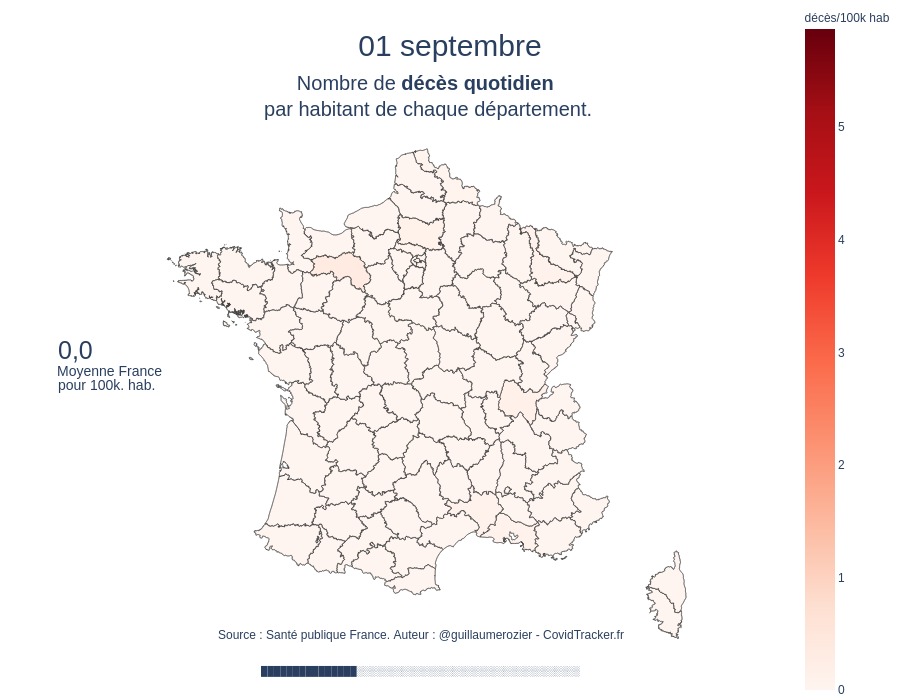 décès/100k hab
01 septembre
Nombre de décès quotidien
par habitant de chaque département.
5
4
3
2
1
0
0,0
Moyenne France
pour 100k. hab.
Source : Santé publique France. Auteur : @guillaumerozier - CovidTracker.fr